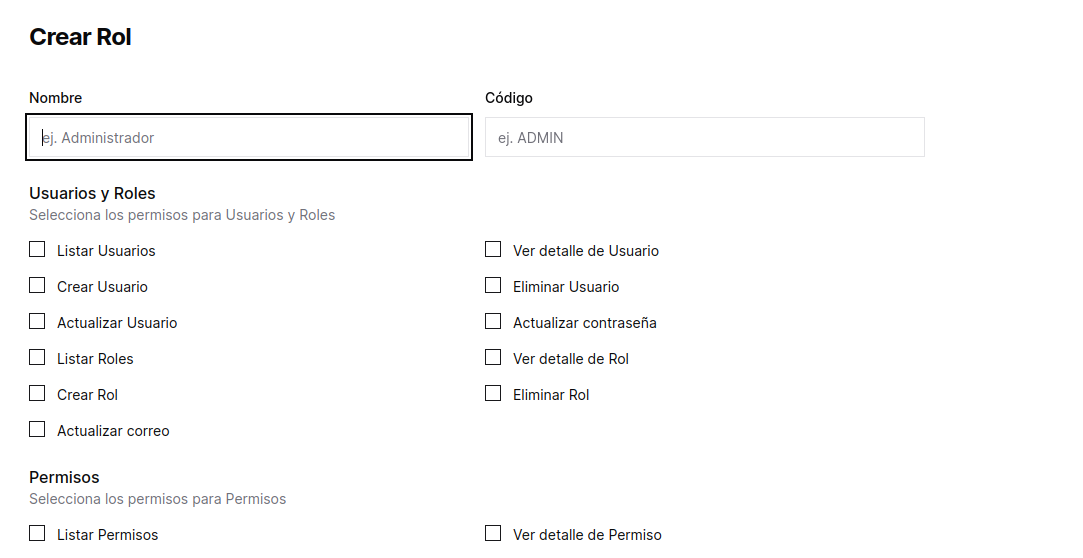 Crear Rol
Nombre
Código
ej. Administrador
ej. ADMIN
Usuarios y Roles
Selecciona los permisos para Usuarios y Roles
Listar Usuarios
Ver detalle de Usuario
Crear Usuario
Eliminar Usuario
Actualizar Usuario
Actualizar contraseña
Listar Roles
Ver detalle de Rol
Crear Rol
Eliminar Rol
Actualizar correo
Permisos
Selecciona los permisos para Permisos
Listar Permisos
Ver detalle de Permiso